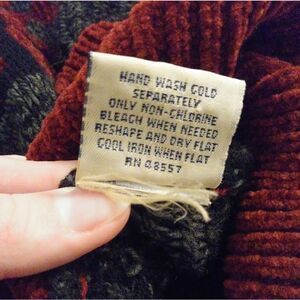 HAND WASH COLD
SEPARATELY
ONLY NON-CHLORINE
BLEACH WHEN NEEDED
RESHAPE AND DRY FLAT
COOL IRON WHEN FLAT
RN 48557